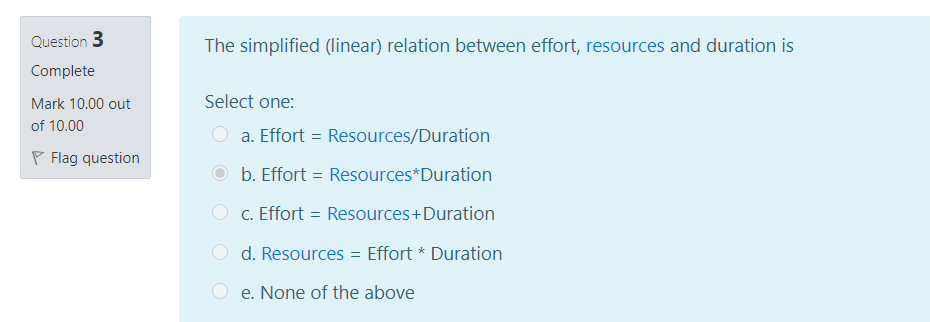 Question 3
Complete
Mark 10.00 out
of 10.00
Flag question
The simplified (linear) relation between effort, resources and duration is
Select one:
a. Effort = Resources/Duration
b. Effort = Resources*Duration
c. Effort = Resources+Duration
d. Resources = Effort * Duration
e. None of the above